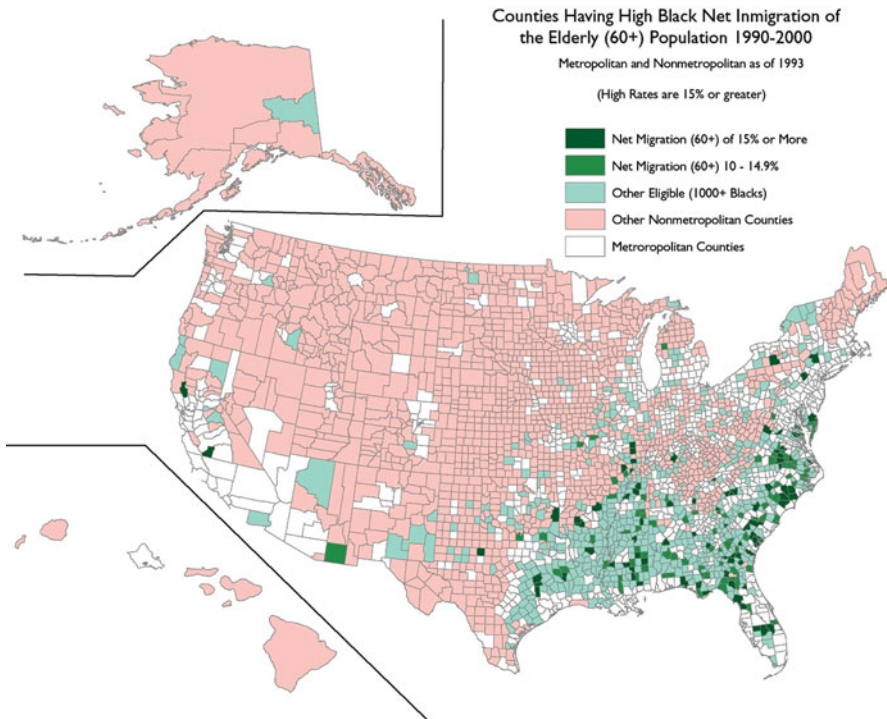 Counties Having High Black Net Inmigration of
the Elderly (60+) Population 1990-2000
Metropolitan and Nonmetropolitan as of 1993
(High Rates are 15% or greater)
Net Migration (60+) of 15% or More
Net Migration (60+) 10 - 14.9%
Other Eligible (1000+ Blacks)
Other Nonmetropolitan Counties
Metroropolitan Counties